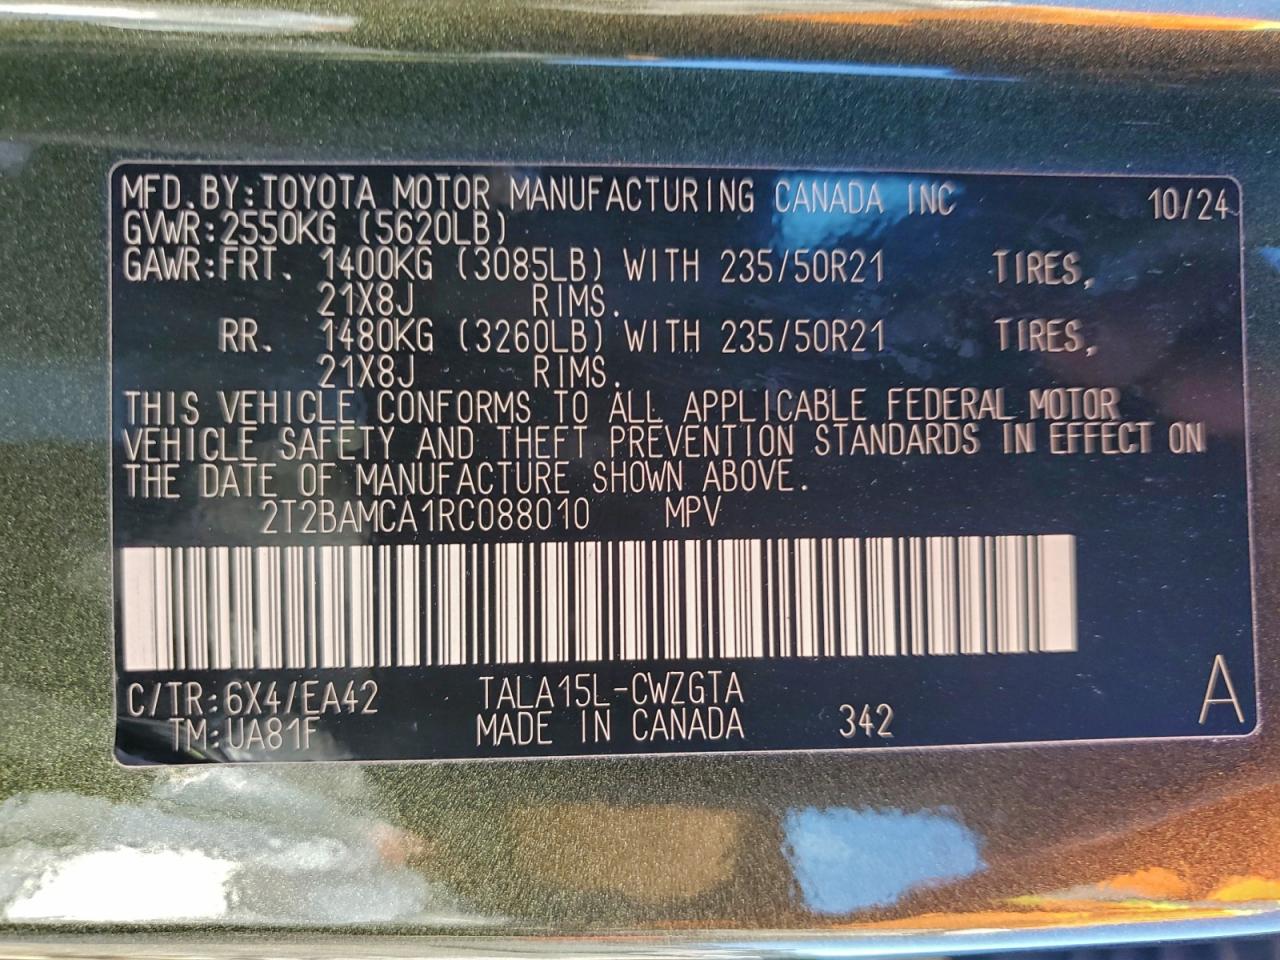 MFD.BY:TOYOTA MOTOR MANUFACTURING CANADA INC 10/24
GVWR:2550KG (5620LB)
GAWR:FRT. 1400KG (3085LB) WITH 235/50R21 TIRES,
21X8J RIMS.
RR. 1480KG (3260LB) WITH 235/50R21 TIRES,
21X8J RIMS.
THIS VEHICLE CONFORMS TO ALL APPLICABLE FEDERAL MOTOR
VEHICLE SAFETY AND THEFT PREVENTION STANDARDS IN EFFECT ON
THE DATE OF MANUFACTURE SHOWN ABOVE.
2T2BAMCA1RC088010 MPV
C/TR:6X4/EA42 TALA15L-CWZGTA
TM:UA81F MADE IN CANADA 342 A